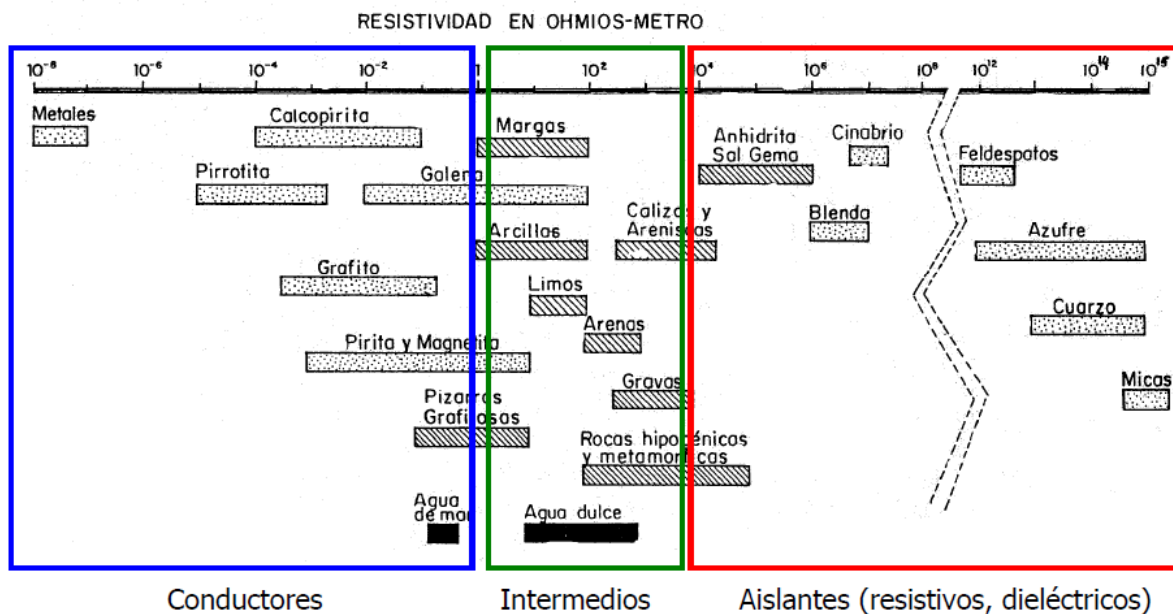 RESISTIVIDAD EN OHMIOS-METRO
10⁻⁸ 10⁻⁶ 10⁻⁴ 10⁻² 1 10² 10⁴ 10⁶ 10⁸ 10¹² 10¹⁴ 10¹⁵
Metales
Calcopirita
Margas
Anhidrita
Sal Gema
Cinabrio
Feldespatos
Pirrotita
Galena
Arcillas
Calizas y
Areniscas
Blenda
Azufre
Grafito
Limos
Arenas
Cuarzo
Pirita y Magnetita
Gravas
Micas
Pizarras
Grafitosas
Rocas hipogénicas
y metamorficas
Agua
de mar
Agua dulce
Conductores
Intermedios
Aislantes (resistivos, dieléctricos)